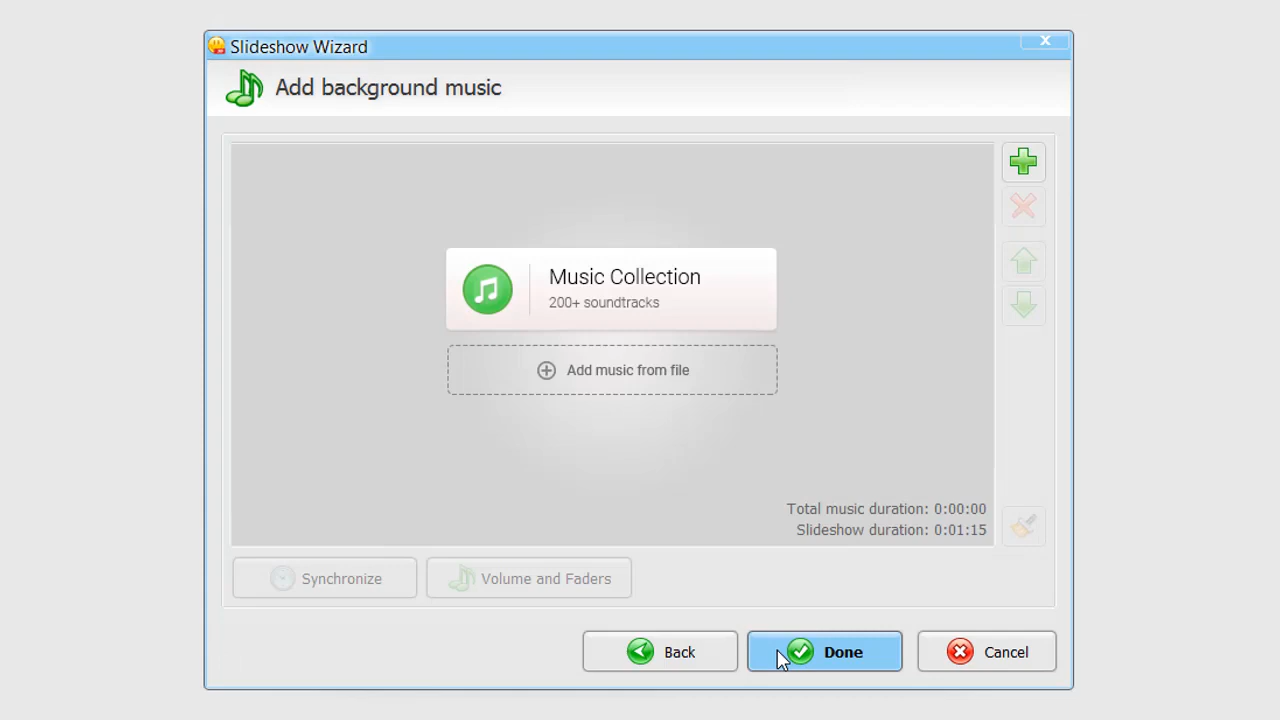 Slideshow Wizard
Add background music
Music Collection
200+ soundtracks
Add music from file
Total music duration: 0:00:00
Slideshow duration: 0:01:15
Synchronize
Volume and Faders
Back
Done
Cancel